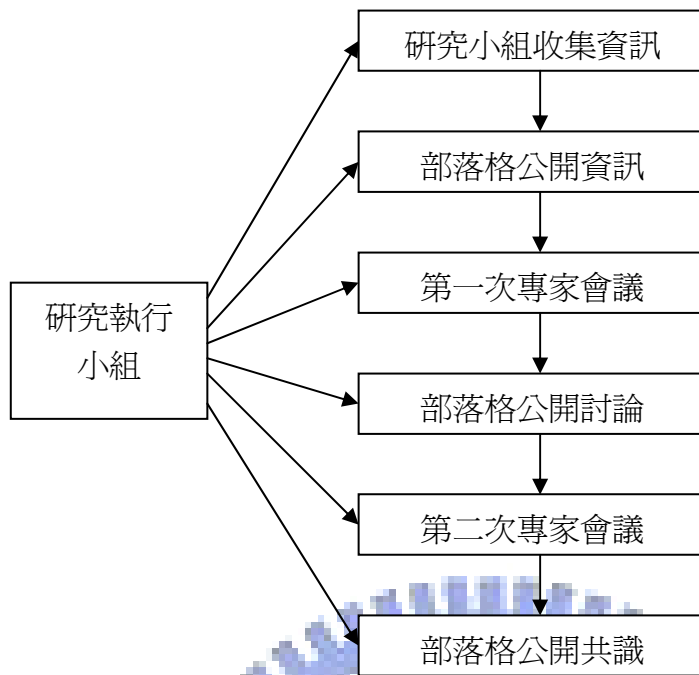 研究小組收集資訊
部落格公開資訊
第一次專家會議
研究執行
小組
部落格公開討論
第二次專家會議
部落格公開共識